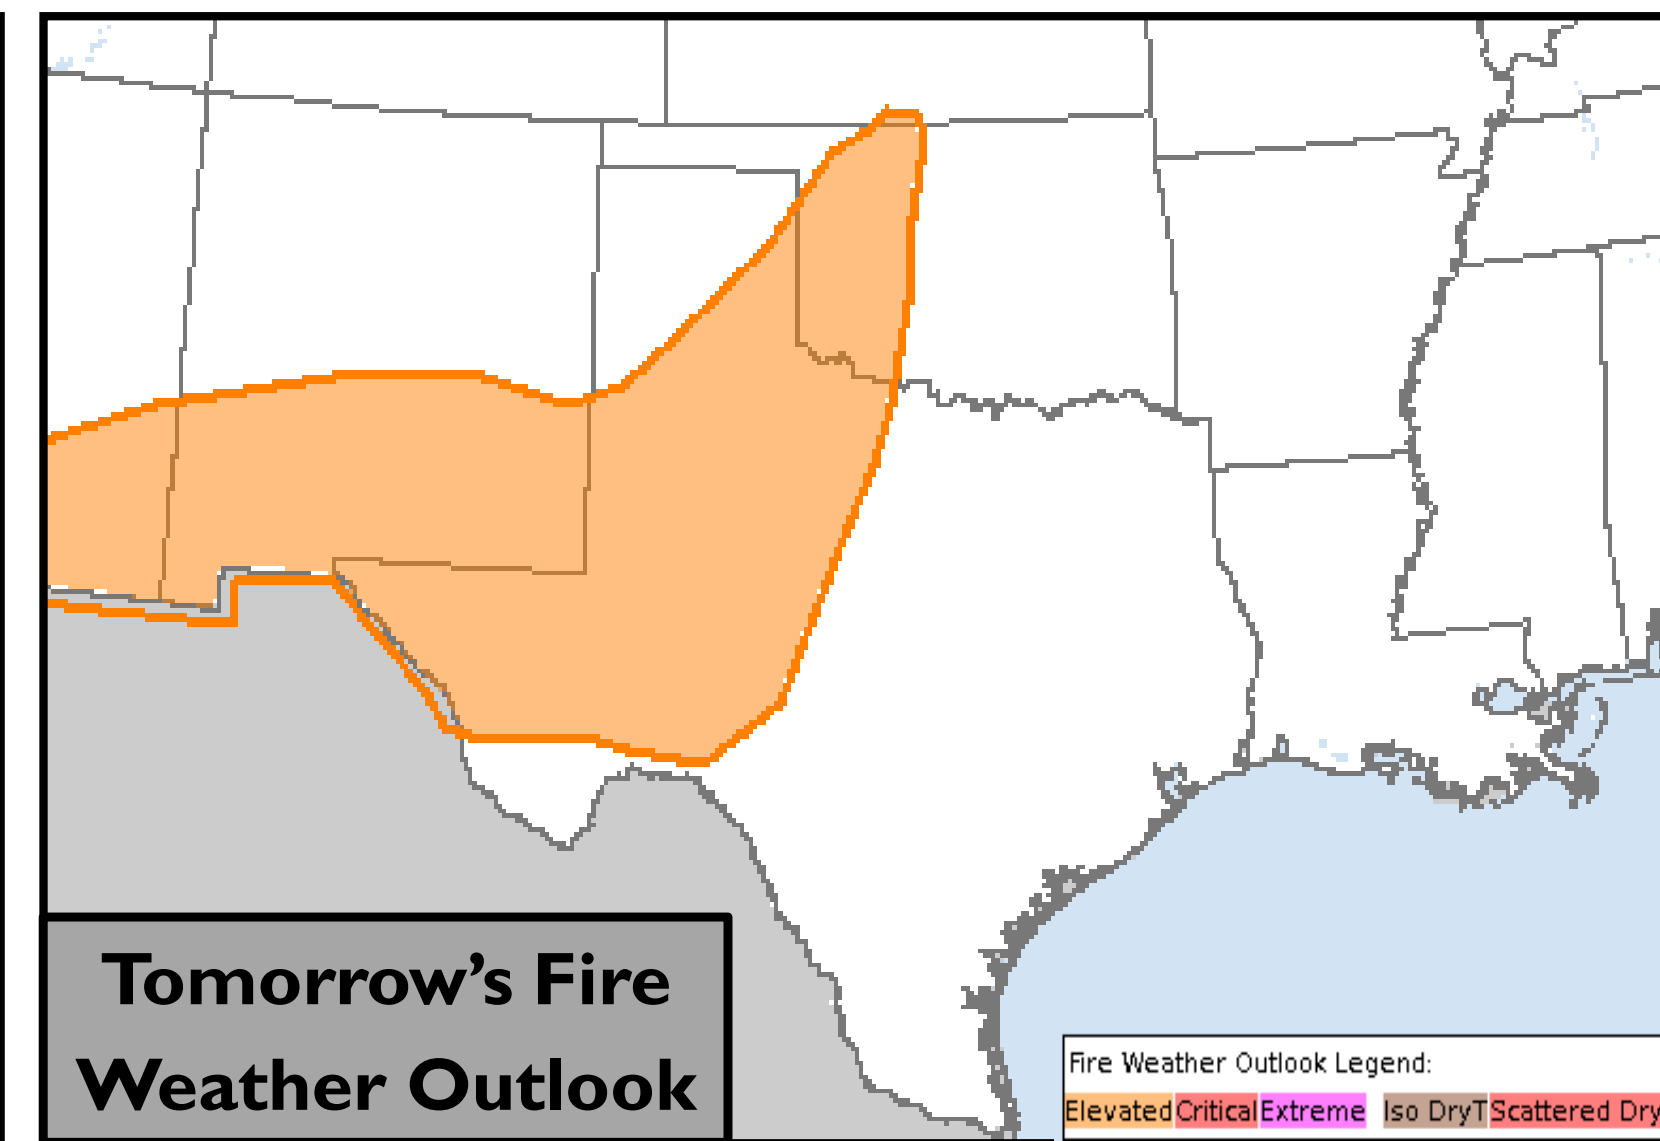 Tomorrow’s Fire
Weather Outlook
Fire Weather Outlook Legend:
Elevated Critical Extreme Iso DryT Scattered Dry